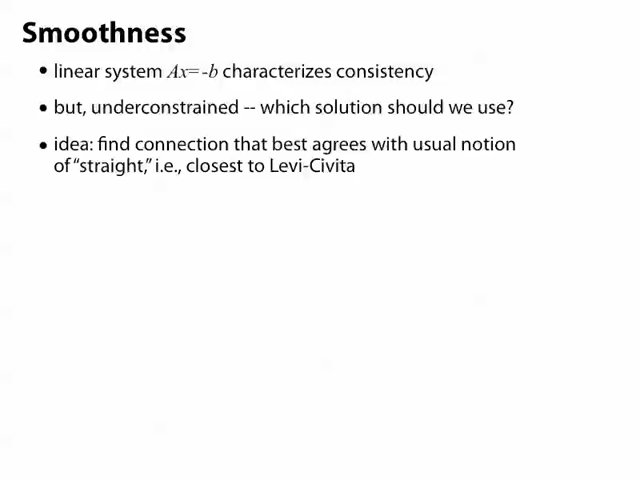 Smoothness
• linear system Ax=-b characterizes consistency
• but, underconstrained -- which solution should we use?
• idea: find connection that best agrees with usual notion
of “straight,” i.e., closest to Levi-Civita